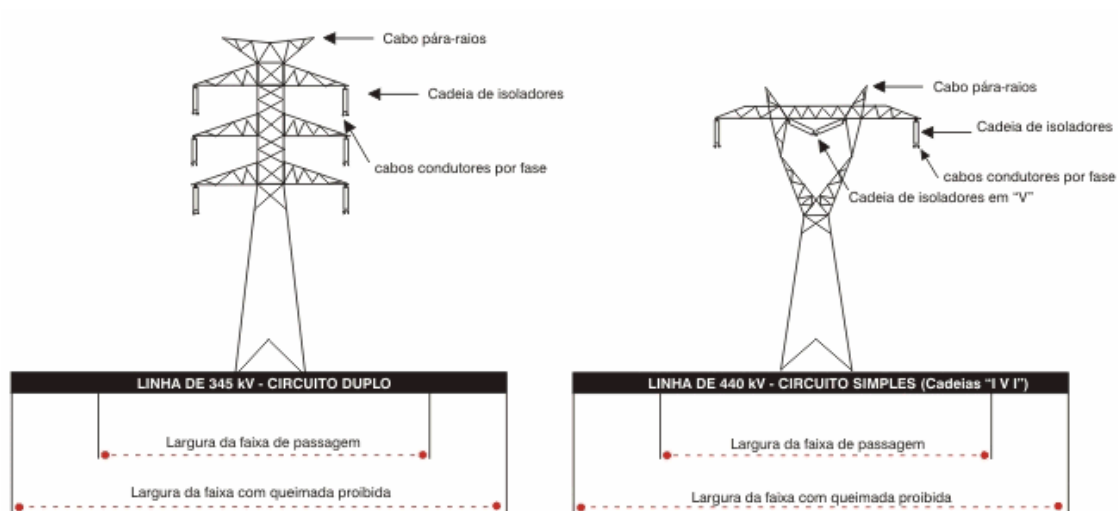 Cabo pára-raios
Cadeia de isoladores
cabos condutores por fase
LINHA DE 345 kV - CIRCUITO DUPLO
Largura da faixa de passagem
Largura da faixa com queimada proibida
Cabo pára-raios
Cadeia de isoladores
cabos condutores por fase
Cadeia de isoladores em “V”
LINHA DE 440 kV - CIRCUITO SIMPLES (Cadeias “I V I”)
Largura da faixa de passagem
Largura da faixa com queimada proibida